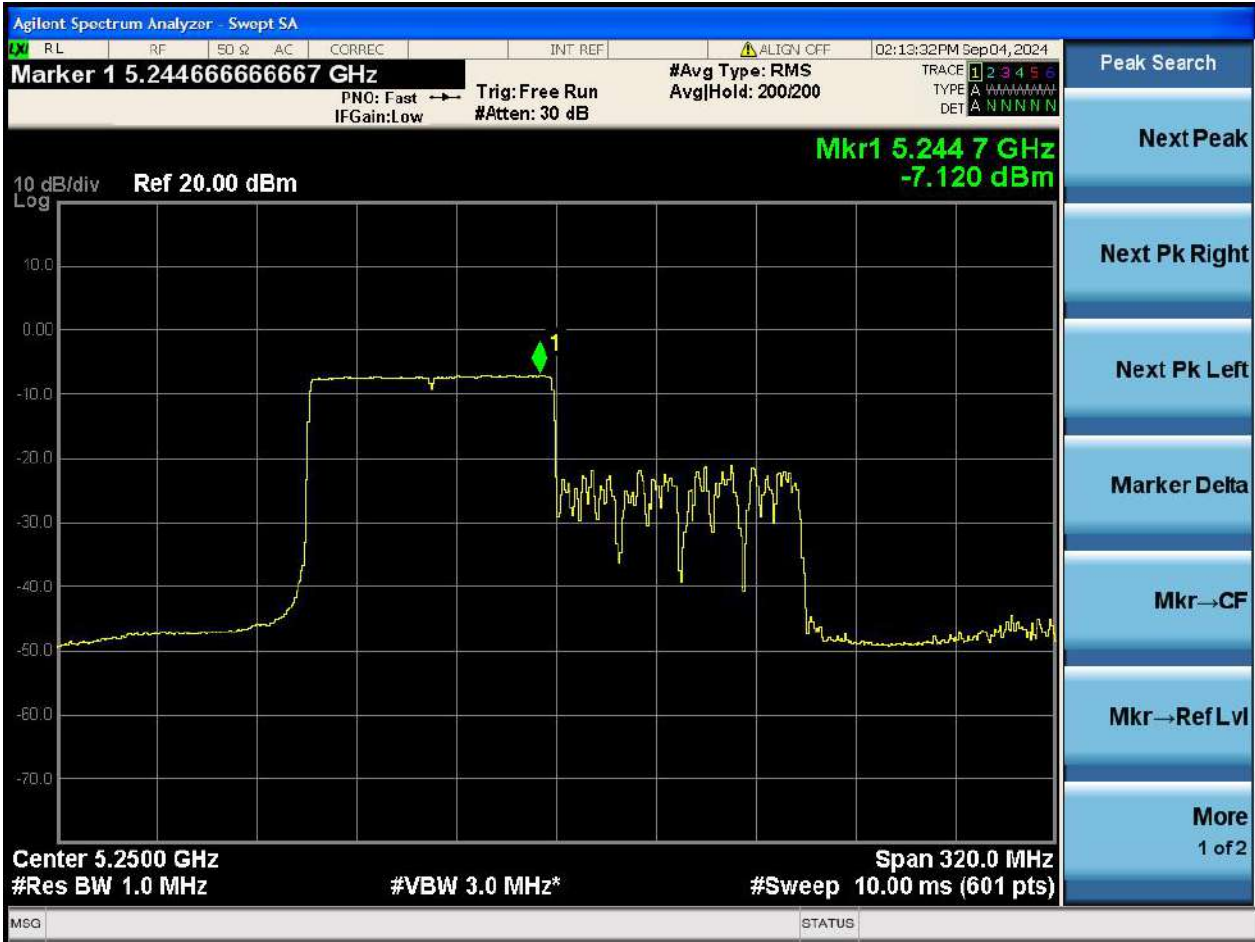 Agilent Spectrum Analyzer - Swept SA
LXI RL RF 50 Ω AC CORREC INT REF ALIGN OFF 02:13:32PM Sep04, 2024
Marker 1 5.244666666667 GHz
PNO: Fast
IFGain:Low
Trig: Free Run
#Atten: 30 dB
#Avg Type: RMS
Avg|Hold: 200/200
TRACE 1 2 3 4 5 6
TYPE A WWWWW
DET A N N N N N
Mkr1 5.244 7 GHz
-7.120 dBm
10 dB/div Ref 20.00 dBm
Log
10.0
0.00
-10.0
-20.0
-30.0
-40.0
-50.0
-60.0
-70.0
1
Center 5.2500 GHz Span 320.0 MHz
#Res BW 1.0 MHz #VBW 3.0 MHz* #Sweep 10.00 ms (601 pts)
MSG STATUS
Peak Search
Next Peak
Next Pk Right
Next Pk Left
Marker Delta
Mkr→CF
Mkr→Ref Lvl
More
1 of 2